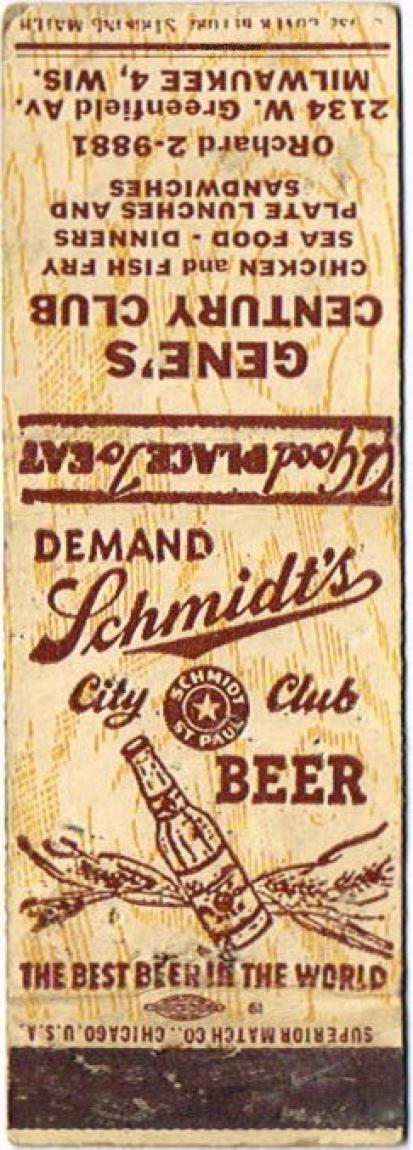 TavernTrove.com
A Good PLACE To EAT
GENE'S
CENTURY CLUB
CHICKEN and FISH FRY
SEA FOOD - DINNERS
PLATE LUNCHES AND
SANDWICHES
ORchard 2-9881
2134 W. Greenfield Av.
MILWAUKEE 4, WIS.
COVER BEFORE STRIKING MATCH
DEMAND
Schmidt's
City Club
SCHMIDT
ST. PAUL
BEER
THE BEST BEER IN THE WORLD
SUPERIOR MATCH CO., CHICAGO, U.S.A.